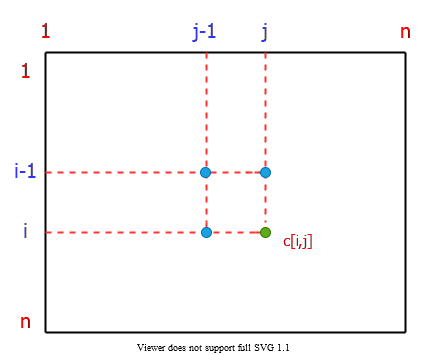 1 j-1 j n
1
i-1
i
c[i,j]
n
Viewer does not support full SVG 1.1